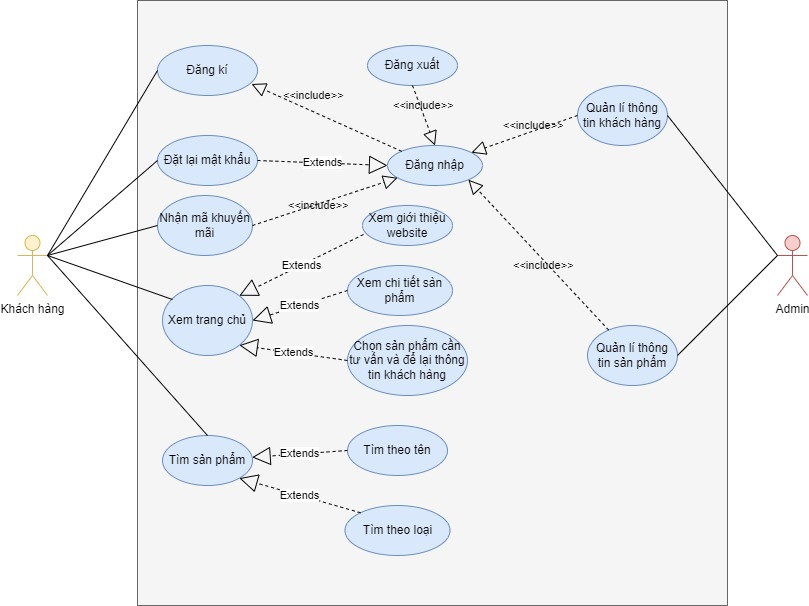 Đăng kí
Đăng xuất
<<include>>
<<include>>
<<include>>
Quản lí thông
tin khách hàng
Đặt lại mật khẩu
Extends
Đăng nhập
Nhận mã khuyến
mãi
<<include>>
Xem giới thiệu
website
Khách hàng
Admin
Extends
<<include>>
Xem trang chủ
Extends
Xem chi tiết sản
phẩm
Extends
Chọn sản phẩm cần
tư vấn và để lại thông
tin khách hàng
Quản lí thông
tin sản phẩm
Tìm sản phẩm
Extends
Tìm theo tên
Extends
Tìm theo loại